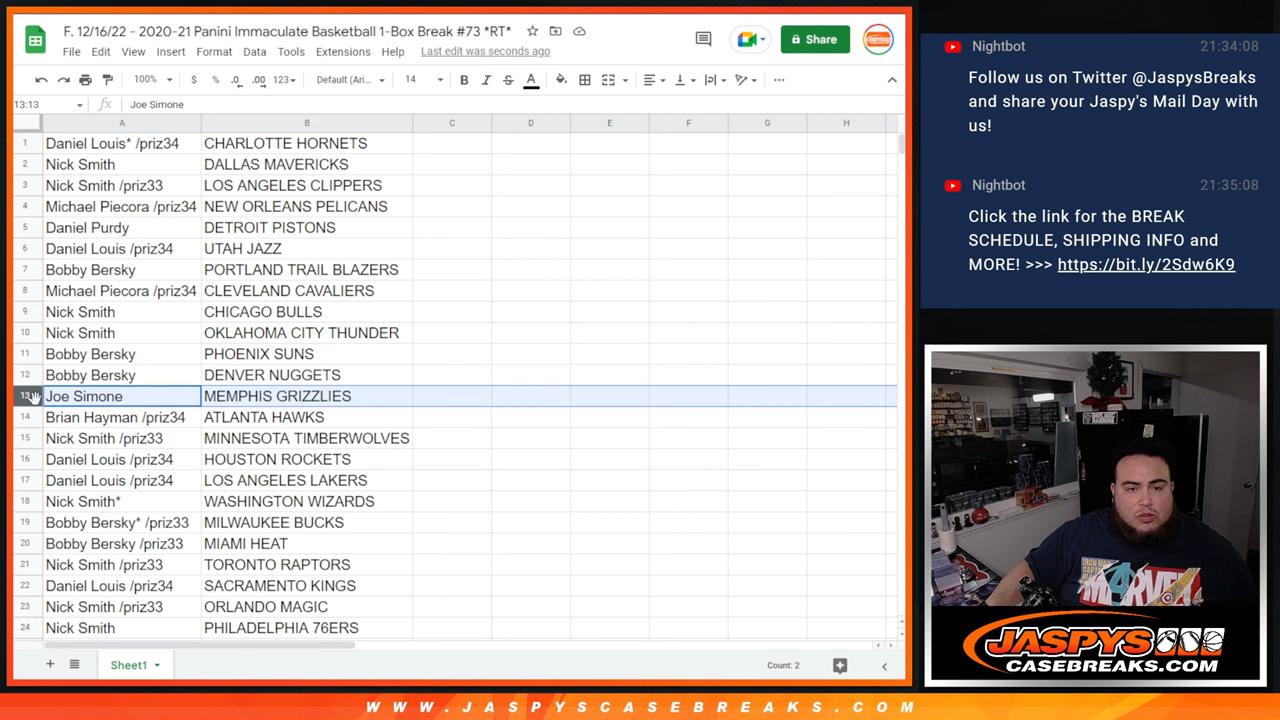 F. 12/16/22 - 2020-21 Panini Immaculate Basketball 1-Box Break #73 *RT*
File Edit View Insert Format Data Tools Extensions Help Last edit was seconds ago
Share
100% $ % .0 .00 123 Default (Ari... 14 B I S A
13:13 fx Joe Simone
A B C D E F G H
1 Daniel Louis* /priz34 CHARLOTTE HORNETS
2 Nick Smith DALLAS MAVERICKS
3 Nick Smith /priz33 LOS ANGELES CLIPPERS
4 Michael Piecora /priz34 NEW ORLEANS PELICANS
5 Daniel Purdy DETROIT PISTONS
6 Daniel Louis /priz34 UTAH JAZZ
7 Bobby Bersky PORTLAND TRAIL BLAZERS
8 Michael Piecora /priz34 CLEVELAND CAVALIERS
9 Nick Smith CHICAGO BULLS
10 Nick Smith OKLAHOMA CITY THUNDER
11 Bobby Bersky PHOENIX SUNS
12 Bobby Bersky DENVER NUGGETS
13 Joe Simone MEMPHIS GRIZZLIES
14 Brian Hayman /priz34 ATLANTA HAWKS
15 Nick Smith /priz33 MINNESOTA TIMBERWOLVES
16 Daniel Louis /priz34 HOUSTON ROCKETS
17 Daniel Louis /priz34 LOS ANGELES LAKERS
18 Nick Smith* WASHINGTON WIZARDS
19 Bobby Bersky* /priz33 MILWAUKEE BUCKS
20 Bobby Bersky /priz33 MIAMI HEAT
21 Nick Smith /priz33 TORONTO RAPTORS
22 Daniel Louis /priz34 SACRAMENTO KINGS
23 Nick Smith /priz33 ORLANDO MAGIC
24 Nick Smith PHILADELPHIA 76ERS
Sheet1 Count: 2
Nightbot 21:34:08
Follow us on Twitter @JaspysBreaks
and share your Jaspy's Mail Day with
us!
Nightbot 21:35:08
Click the link for the BREAK
SCHEDULE, SHIPPING INFO and
MORE! >>> https://bit.ly/2Sdw6K9
MARVEL
JASPYS
CASEBREAKS.COM
WWW.JASPYSCASEBREAKS.COM